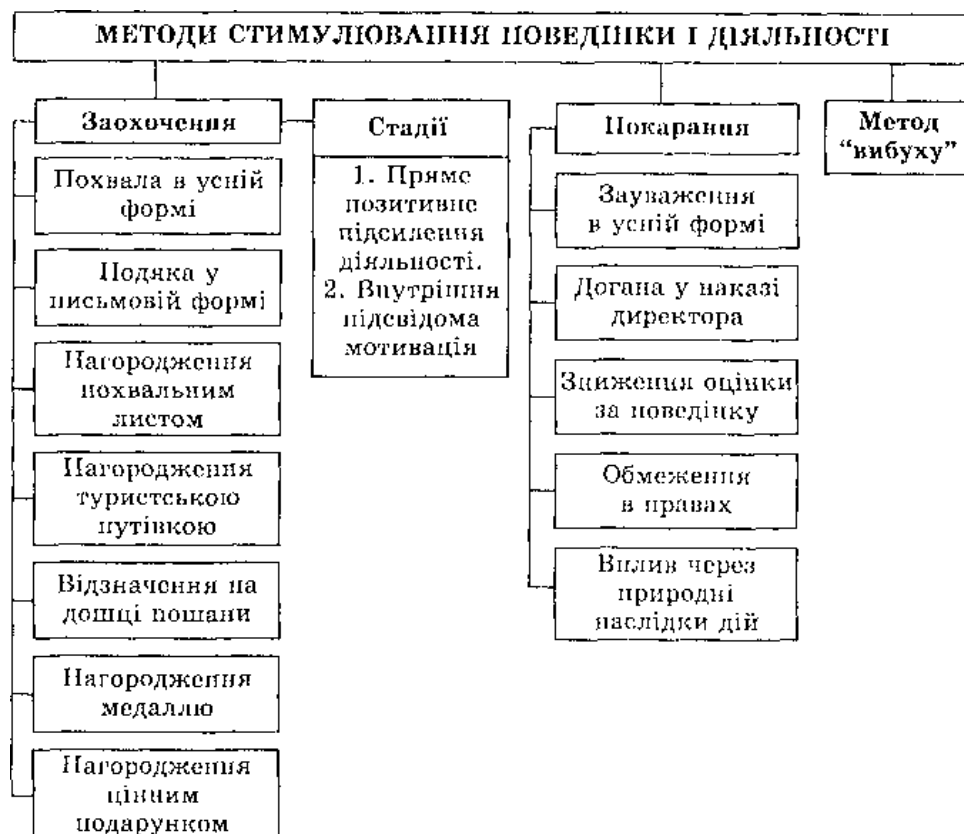 МЕТОДИ СТИМУЛЮВАННЯ ПОВЕДІНКИ І ДІЯЛЬНОСТІ
Заохочення
Похвала в усній
формі
Подяка у
письмовій формі
Нагородження
похвальним
листом
Нагородження
туристською
путівкою
Відзначення на
дошці пошани
Нагородження
медаллю
Нагородження
цінним
подарунком
Стадії
1. Пряме
позитивне
підсилення
діяльності.
2. Внутрішня
підсвідома
мотивація
Покарання
Зауваження
в усній формі
Догана у наказі
директора
Зниження оцінки
за поведінку
Обмеження
в правах
Вплив через
природні
наслідки дій
Метод
“вибуху”